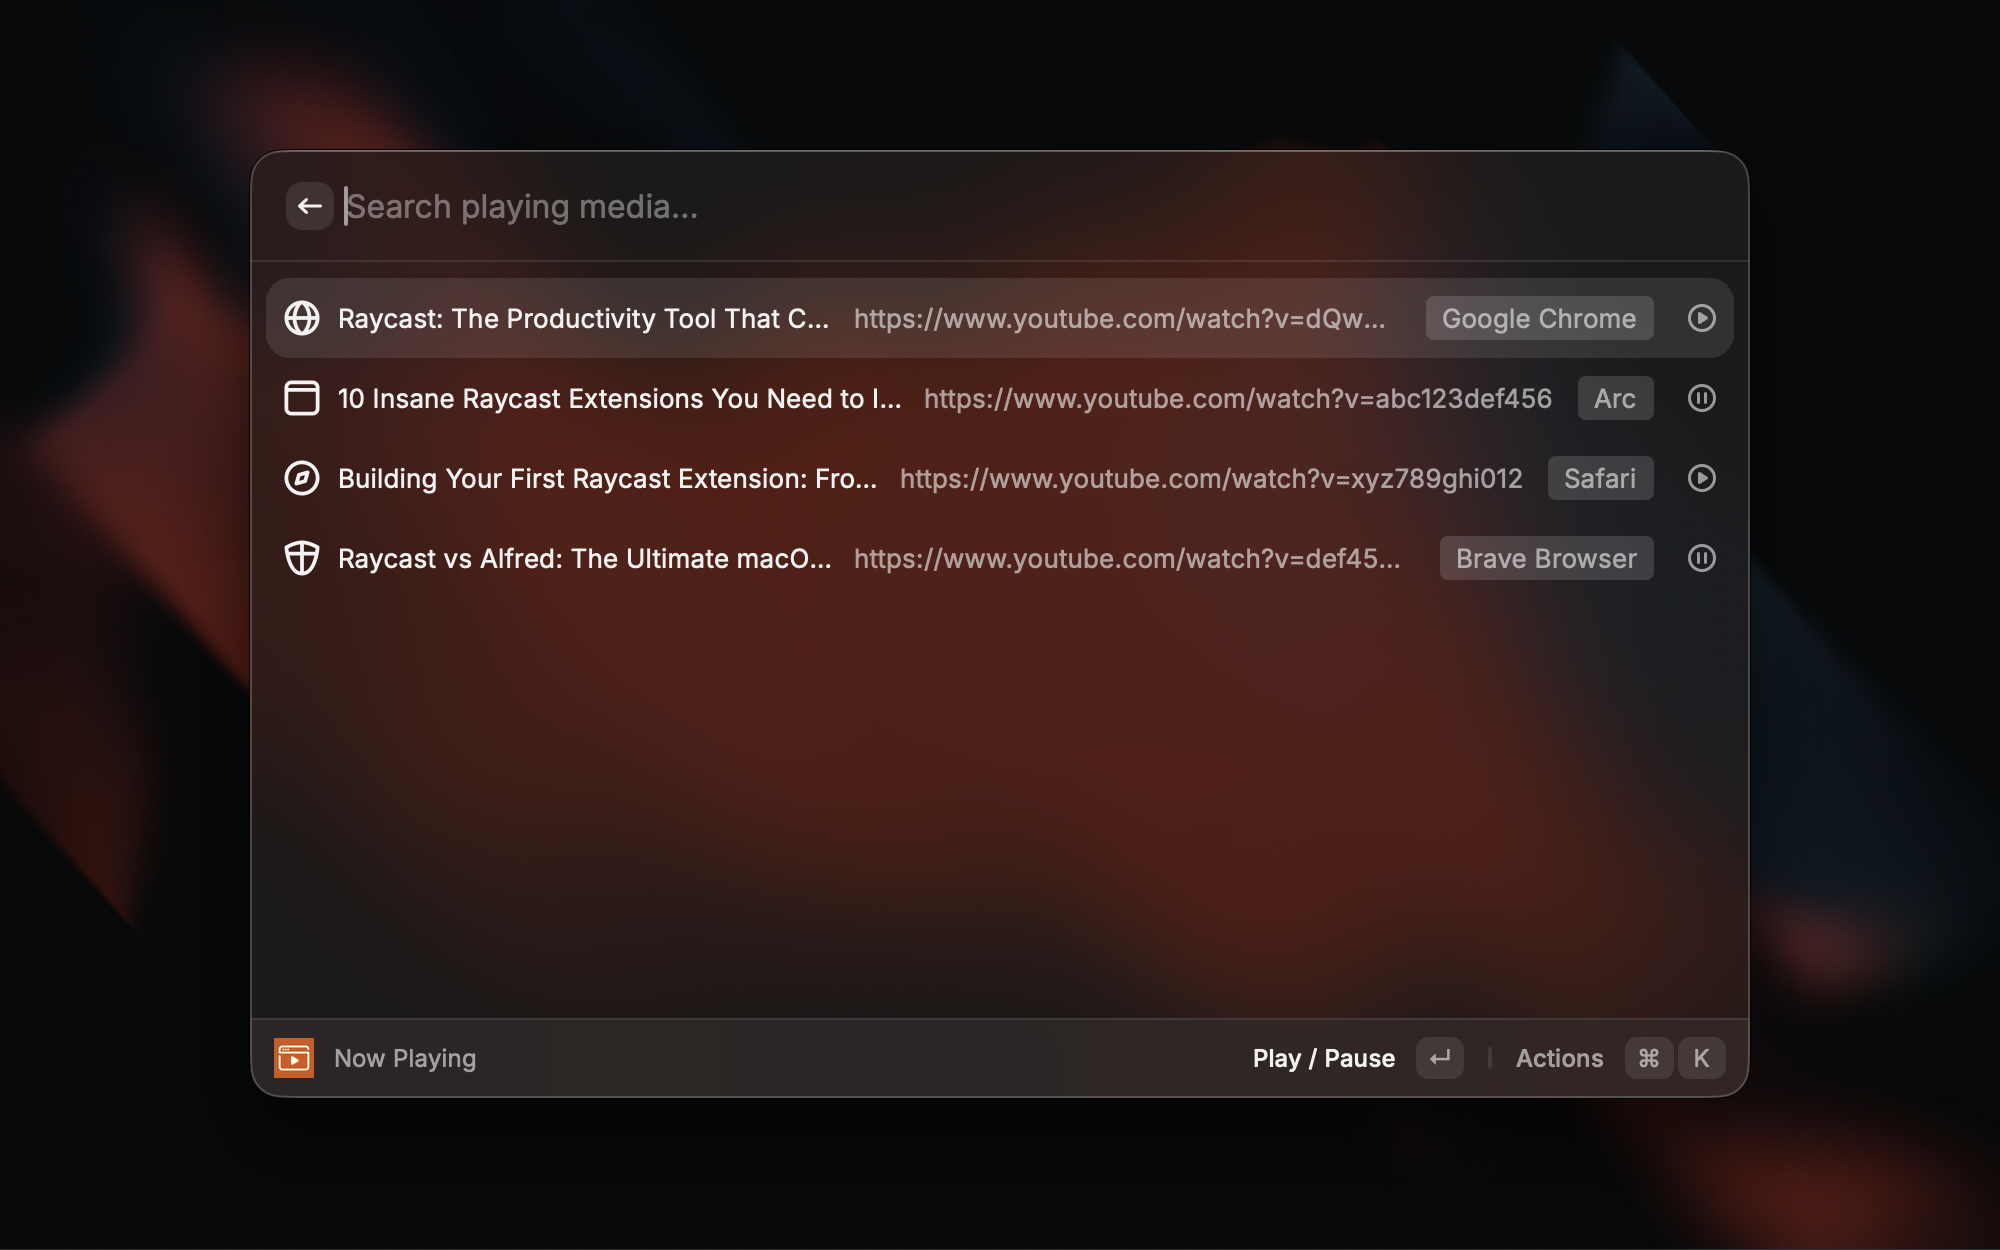 Search playing media...
Raycast: The Productivity Tool That C... https://www.youtube.com/watch?v=dQw... Google Chrome
10 Insane Raycast Extensions You Need to I... https://www.youtube.com/watch?v=abc123def456 Arc
Building Your First Raycast Extension: Fro... https://www.youtube.com/watch?v=xyz789ghi012 Safari
Raycast vs Alfred: The Ultimate macO... https://www.youtube.com/watch?v=def45... Brave Browser
Now Playing Play / Pause ↵ Actions ⌘ K